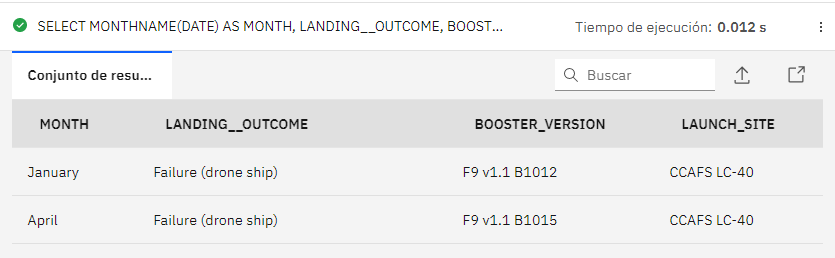 SELECT MONTHNAME(DATE) AS MONTH, LANDING__OUTCOME, BOOST... Tiempo de ejecución: 0.012 s
Conjunto de resu... Buscar
MONTH LANDING__OUTCOME BOOSTER_VERSION LAUNCH_SITE
January Failure (drone ship) F9 v1.1 B1012 CCAFS LC-40
April Failure (drone ship) F9 v1.1 B1015 CCAFS LC-40